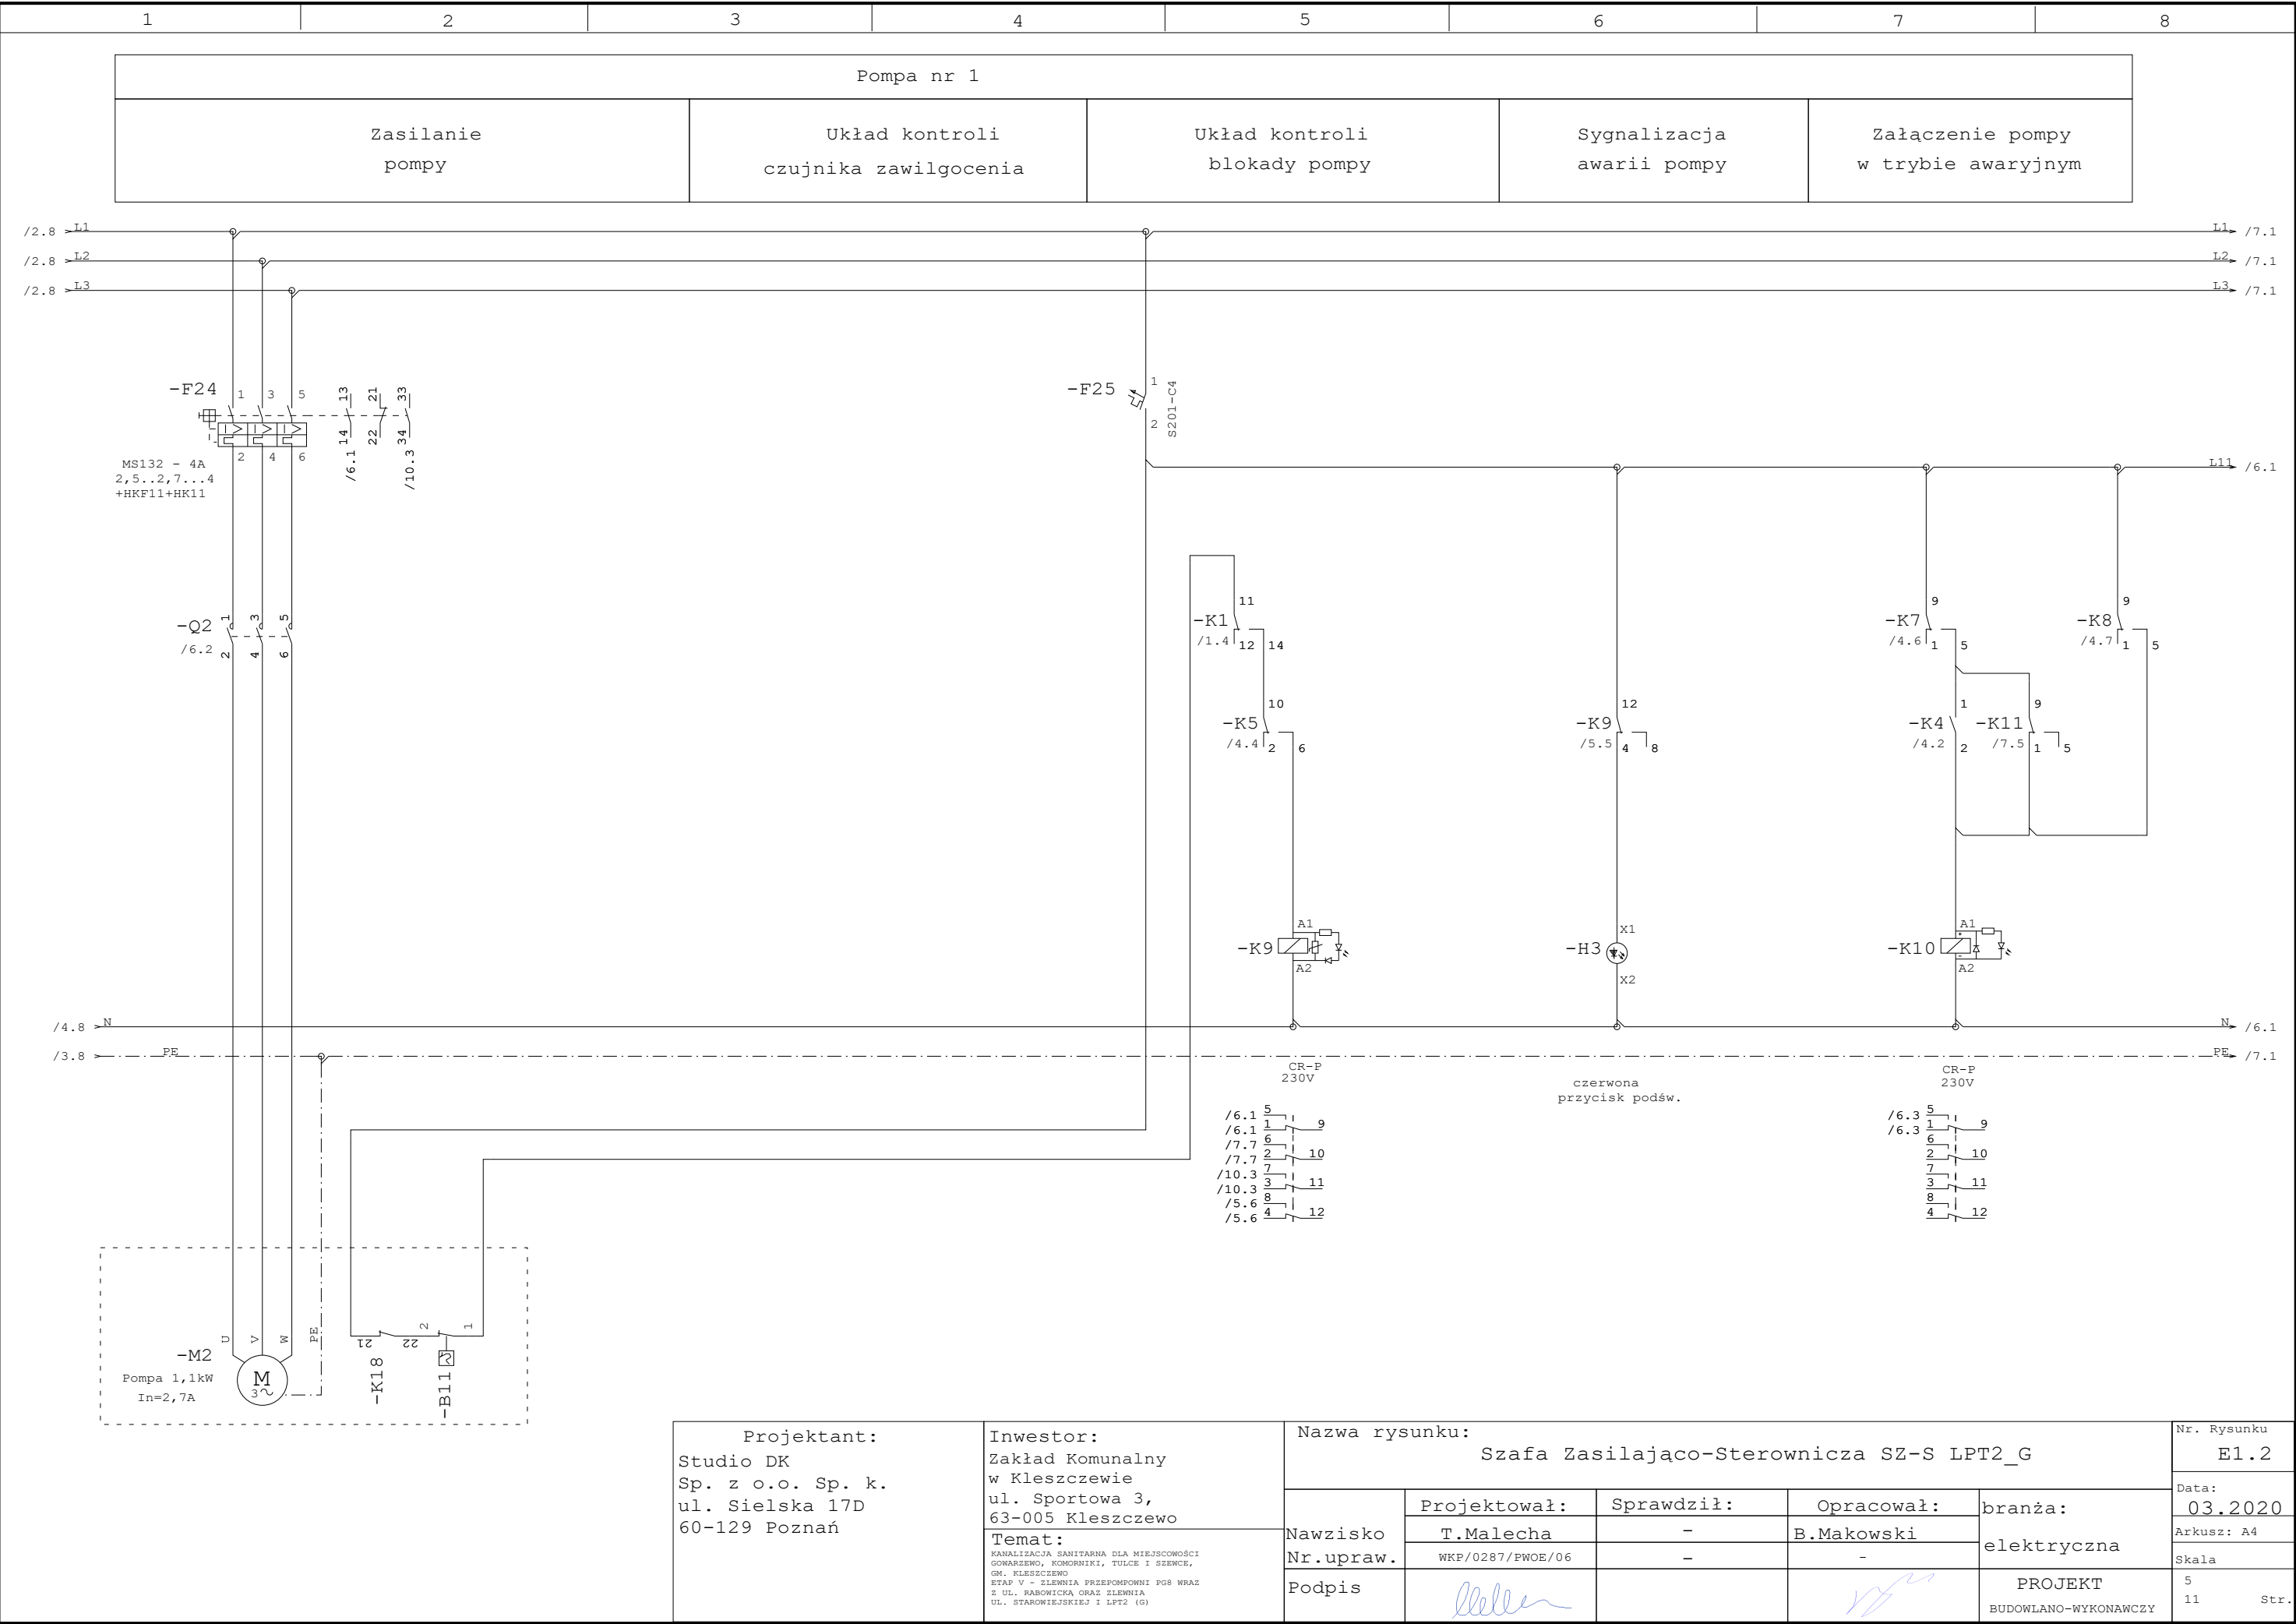 1 2 3 4 5 6 7 8
Pompa nr 1
Zasilanie
pompy
Układ kontroli
czujnika zawilgocenia
Układ kontroli
blokady pompy
Sygnalizacja
awarii pompy
Załączenie pompy
w trybie awaryjnym
/2.8 L1 L1 /7.1
/2.8 L2 L2 /7.1
/2.8 L3 L3 /7.1
-F24 1 3 5 13 21 33
2 4 6 14 22 34
/6.1 /10.3
MS132 - 4A
2,5..2,7...4
+HKF11+HK11
-F25 1 2 S201-C4
L11 /6.1
-Q2 1 3 5
/6.2 2 4 6
-K1 11
/1.4 12 14
-K5 10
/4.4 2 6
-K9 12
/5.5 4 8
-K7 9
/4.6 1 5
-K8 9
/4.7 1 5
-K4 1
/4.2 2
-K11 9
/7.5 1 5
-K9 A1 A2
-H3 X1 X2
-K10 A1 + - A2
/4.8 N N /6.1
/3.8 PE PE /7.1
CR-P
230V
czerwona
przycisk podśw.
CR-P
230V
/6.1 5
/6.1 1 9
/7.7 6
/7.7 2 10
/10.3 7
/10.3 3 11
/5.6 8
/5.6 4 12
/6.3 5
/6.3 1 9
6
2 10
7
3 11
8
4 12
U V W PE
-M2
Pompa 1,1kW
In=2,7A
M
3~
21 22 2 1
-K18
-B11
Projektant:
Studio DK
Sp. z o.o. Sp. k.
ul. Sielska 17D
60-129 Poznań
Inwestor:
Zakład Komunalny
w Kleszczewie
ul. Sportowa 3,
63-005 Kleszczewo
Temat:
KANALIZACJA SANITARNA DLA MIEJSCOWOŚCI
GOWARZEWO, KOMORNIKI, TULCE I SZEWCE,
GM. KLESZCZEWO
ETAP V - ZLEWNIA PRZEPOMPOWNI PG8 WRAZ
Z UL. RABOWICKĄ ORAZ ZLEWNIA
UL. STAROWIEJSKIEJ I LPT2 (G)
Nazwa rysunku:
Szafa Zasilająco-Sterownicza SZ-S LPT2_G
Projektował: Sprawdził: Opracował: branża:
Nawzisko T.Malecha - B.Makowski elektryczna
Nr.upraw. WKP/0287/PWOE/06 - -
Podpis
PROJEKT
BUDOWLANO-WYKONAWCZY
Nr. Rysunku
E1.2
Data:
03.2020
Arkusz: A4
Skala
5
11 Str.